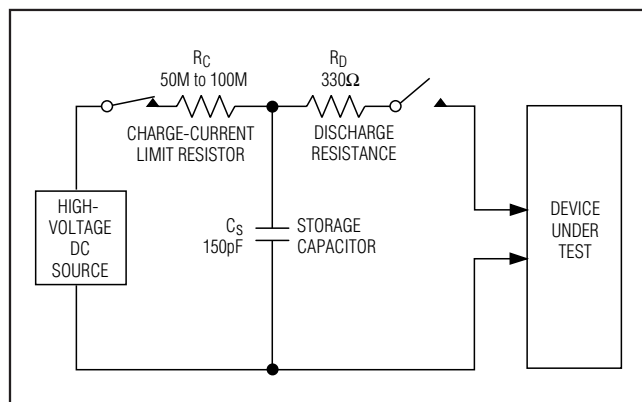 R_C
50M to 100M
CHARGE-CURRENT
LIMIT RESISTOR
R_D
330Ω
DISCHARGE
RESISTANCE
HIGH-
VOLTAGE
DC
SOURCE
C_S
150pF
STORAGE
CAPACITOR
DEVICE
UNDER
TEST